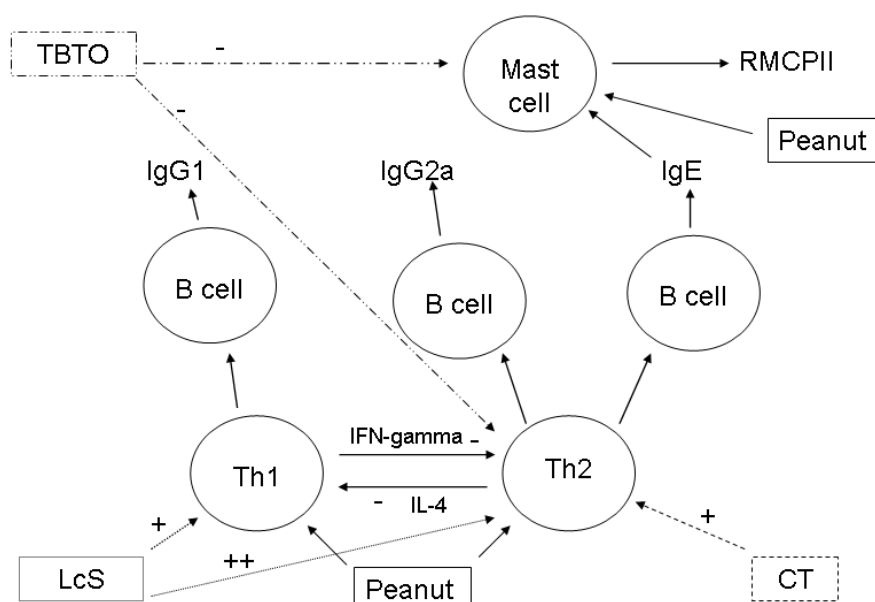 TBTO
-
Mast
cell
RMCPII
-
Peanut
IgG1
IgG2a
IgE
B cell
B cell
B cell
IFN-gamma -
Th1
Th2
- IL-4
+
++
+
LcS
Peanut
CT